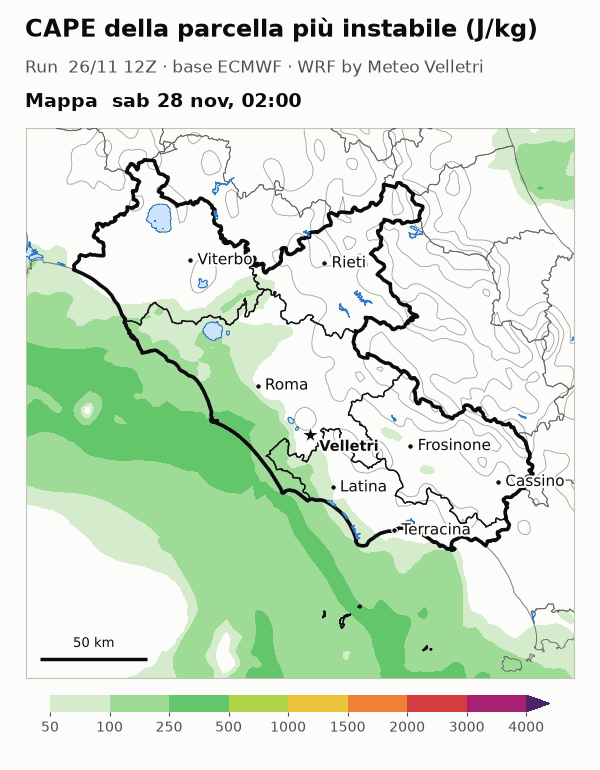 CAPE della parcella più instabile (J/kg)
Run  26/11 12Z · base ECMWF · WRF by Meteo Velletri
Mappa  sab 28 nov, 02:00
Viterbo
Rieti
Roma
Velletri
Frosinone
Latina
Cassino
Terracina
50 km
50 100 250 500 1000 1500 2000 3000 4000